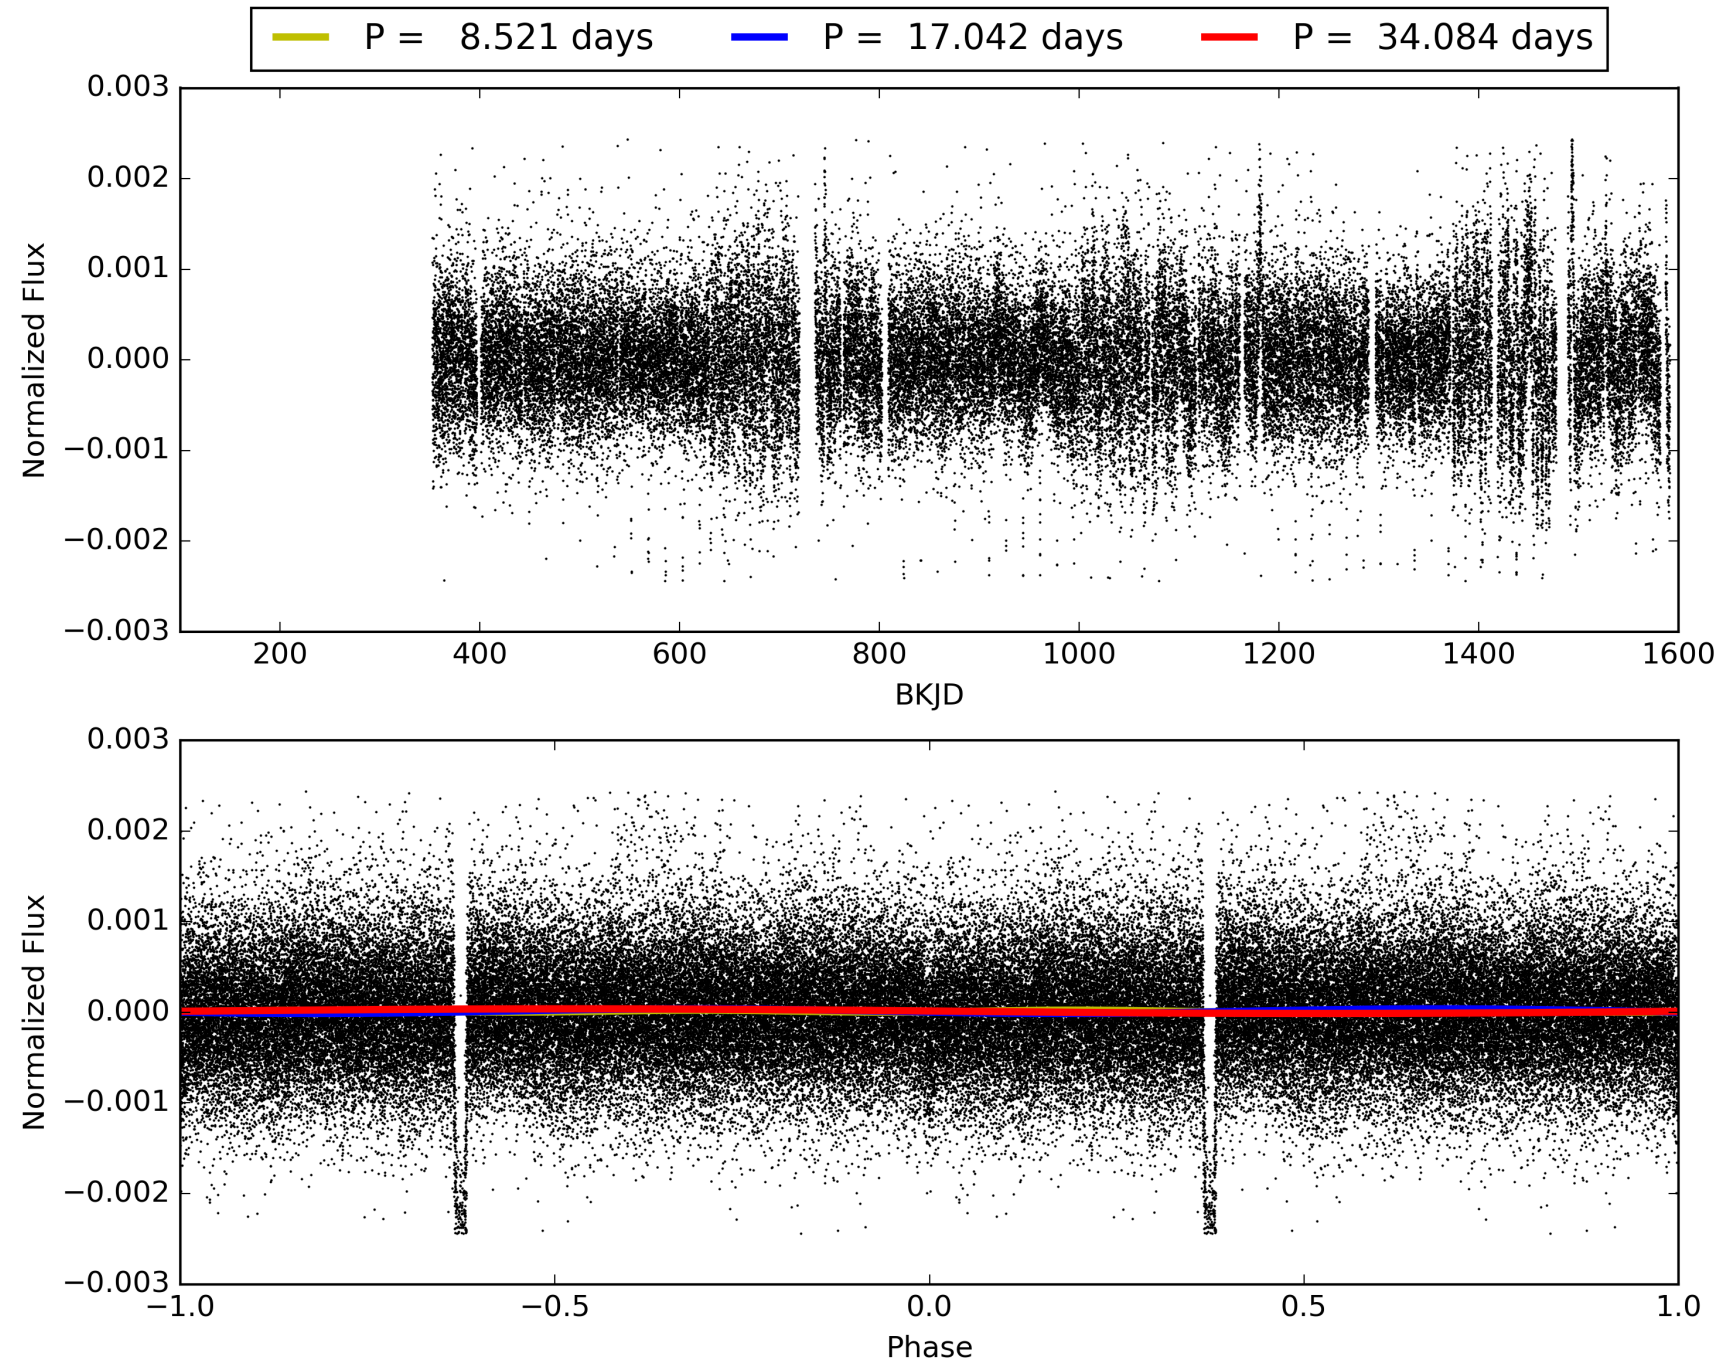 P = 8.521 days P = 17.042 days P = 34.084 days
0.003
0.002
0.001
0.000
−0.001
−0.002
−0.003
Normalized Flux
200 400 600 800 1000 1200 1400 1600
BKJD
0.003
0.002
0.001
0.000
−0.001
−0.002
−0.003
Normalized Flux
−1.0 −0.5 0.0 0.5 1.0
Phase